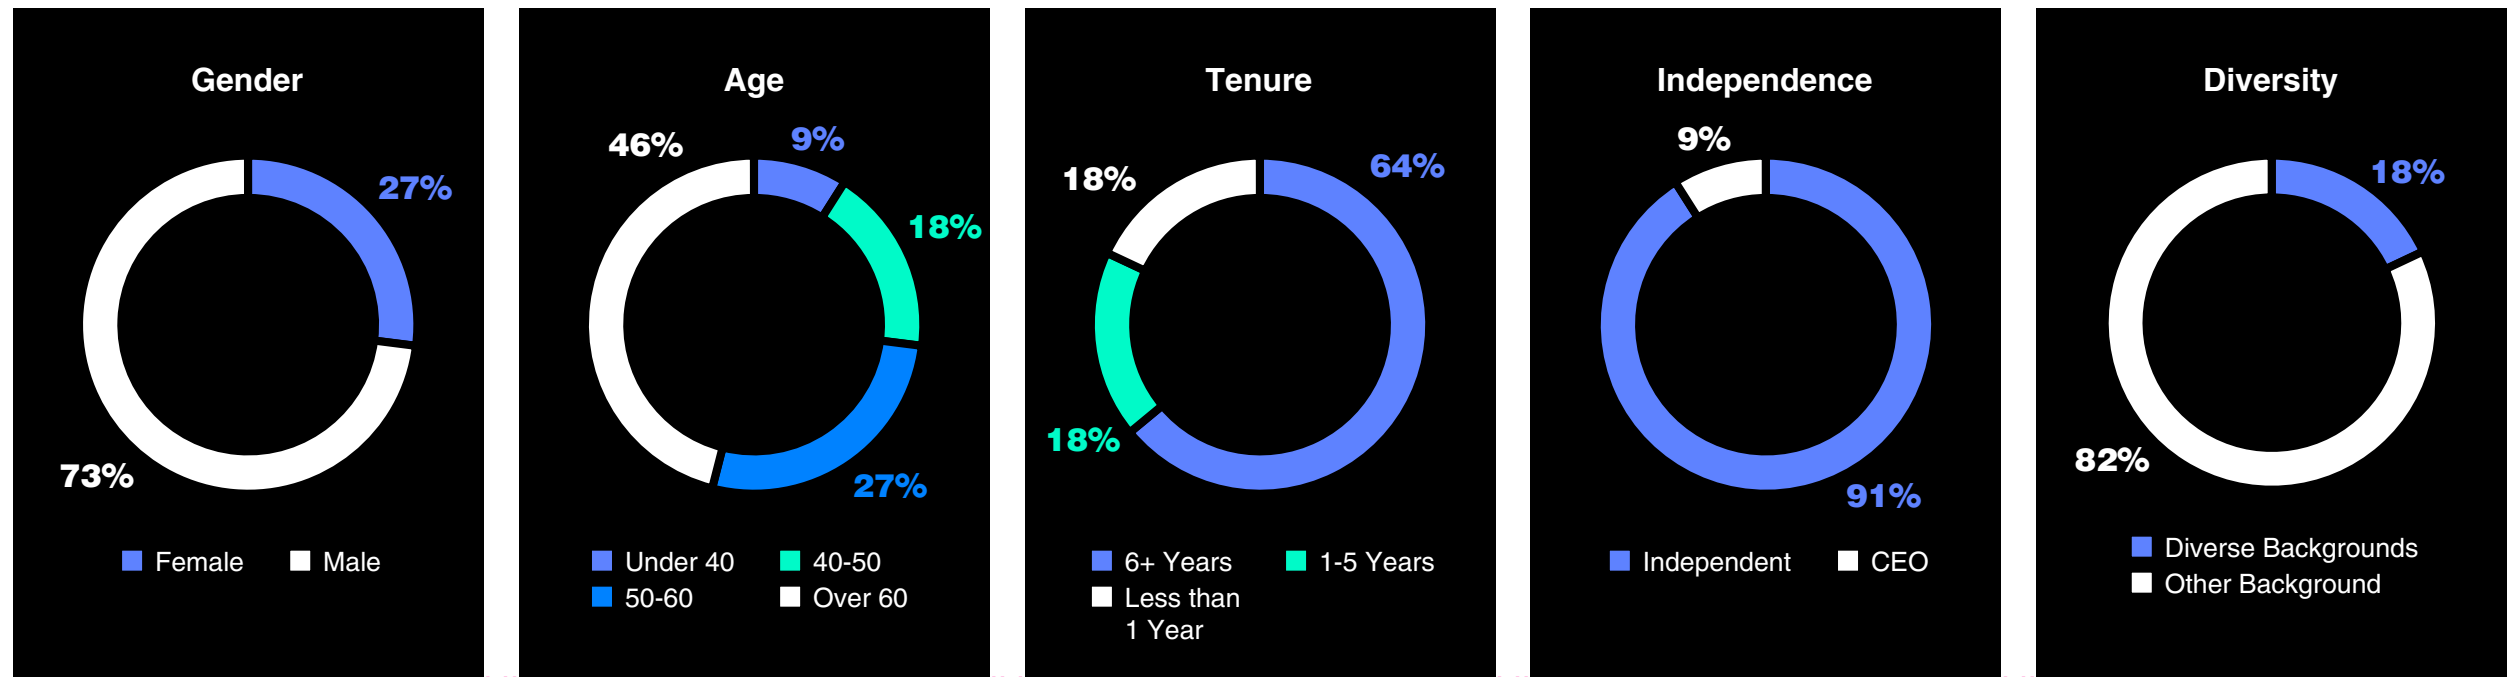 Gender
27%
73%
Female
Male
Age
46%
9%
18%
27%
Under 40
40-50
50-60
Over 60
Tenure
64%
18%
18%
6+ Years
1-5 Years
Less than
1 Year
Independence
9%
91%
Independent
CEO
Diversity
18%
82%
Diverse Backgrounds
Other Background